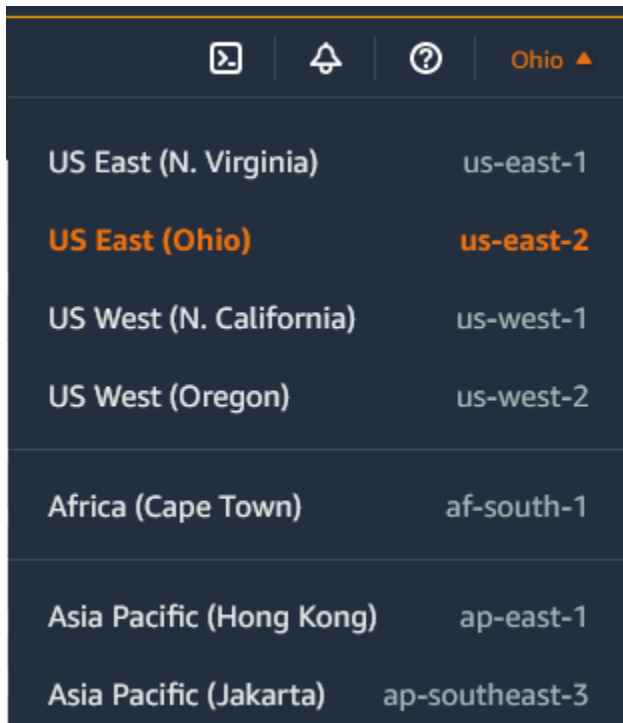 Ohio
US East (N. Virginia) us-east-1
US East (Ohio) us-east-2
US West (N. California) us-west-1
US West (Oregon) us-west-2
Africa (Cape Town) af-south-1
Asia Pacific (Hong Kong) ap-east-1
Asia Pacific (Jakarta) ap-southeast-3